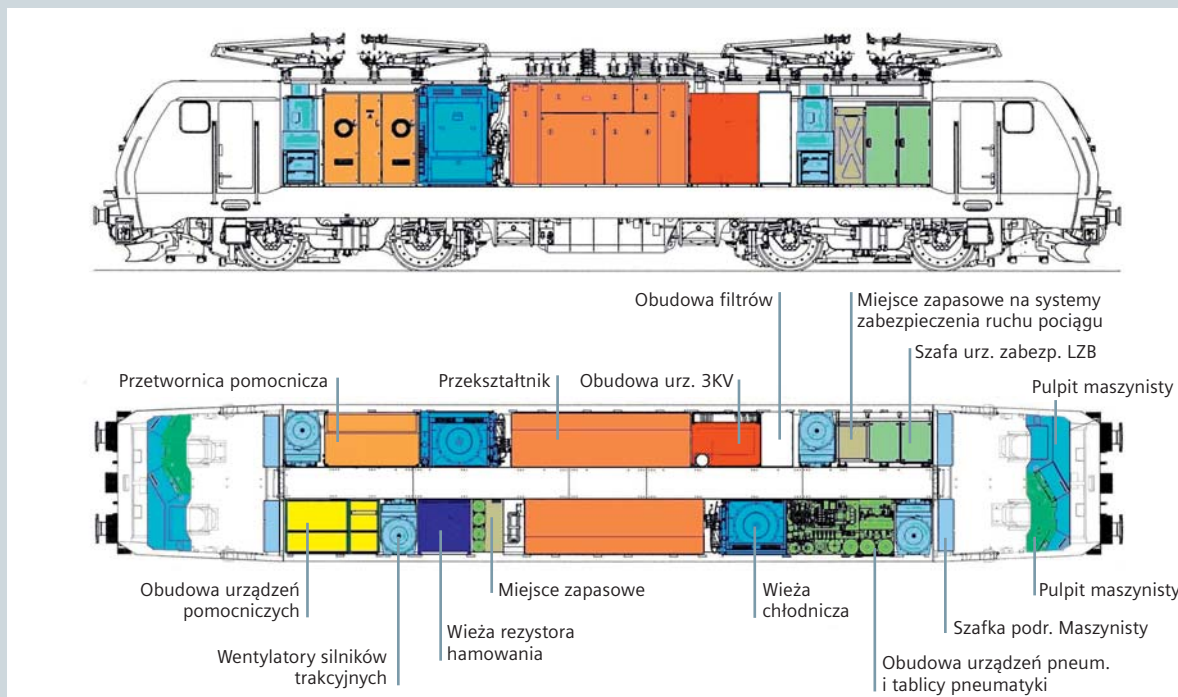 Obudowa filtrów
Miejsce zapasowe na systemy
zabezpieczenia ruchu pociągu
Szafa urz. zabezp. LZB
Przetwornica pomocnicza
Przekształtnik
Obudowa urz. 3KV
Pulpit maszynisty
Obudowa urządzeń
pomocniczych
Wentylatory silników
trakcyjnych
Wieża rezystora
hamowania
Miejsce zapasowe
Wieża
chłodnicza
Pulpit maszynisty
Szafka podr. Maszynisty
Obudowa urządzeń pneum.
i tablicy pneumatyki